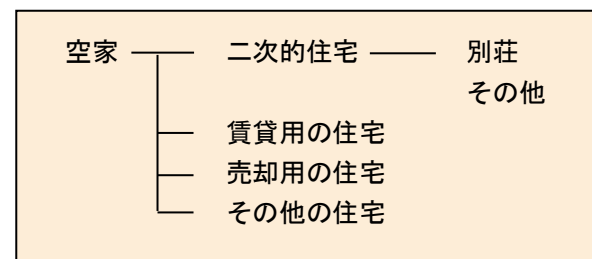 空家 二次的住宅 別荘
その他
賃貸用の住宅
売却用の住宅
その他の住宅